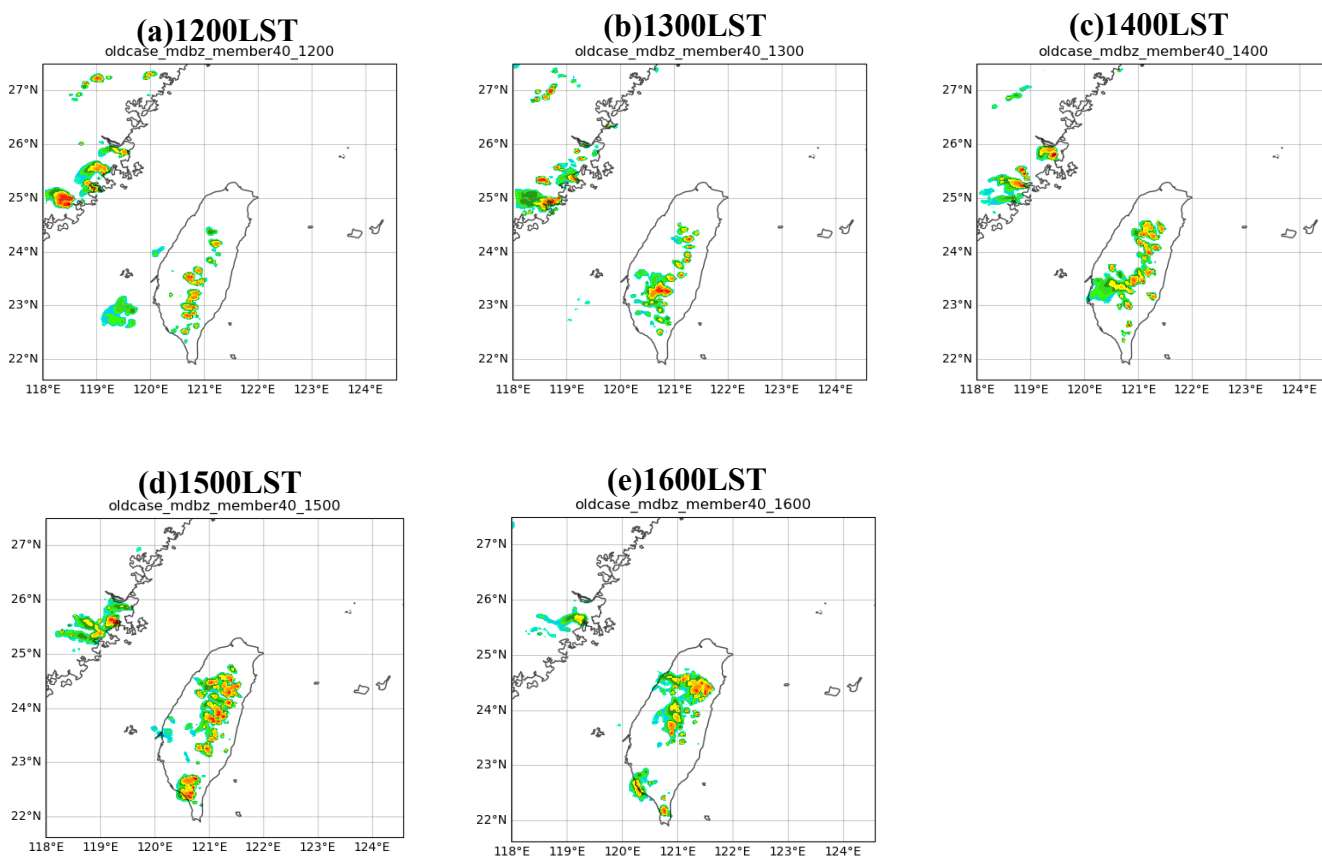 (a)1200LST
oldcase_mdbz_member40_1200
27°N
26°N
25°N
24°N
23°N
22°N
118°E 119°E 120°E 121°E 122°E 123°E 124°E
(b)1300LST
oldcase_mdbz_member40_1300
27°N
26°N
25°N
24°N
23°N
22°N
118°E 119°E 120°E 121°E 122°E 123°E 124°E
(c)1400LST
oldcase_mdbz_member40_1400
27°N
26°N
25°N
24°N
23°N
22°N
118°E 119°E 120°E 121°E 122°E 123°E 124°E
(d)1500LST
oldcase_mdbz_member40_1500
27°N
26°N
25°N
24°N
23°N
22°N
118°E 119°E 120°E 121°E 122°E 123°E 124°E
(e)1600LST
oldcase_mdbz_member40_1600
27°N
26°N
25°N
24°N
23°N
22°N
118°E 119°E 120°E 121°E 122°E 123°E 124°E